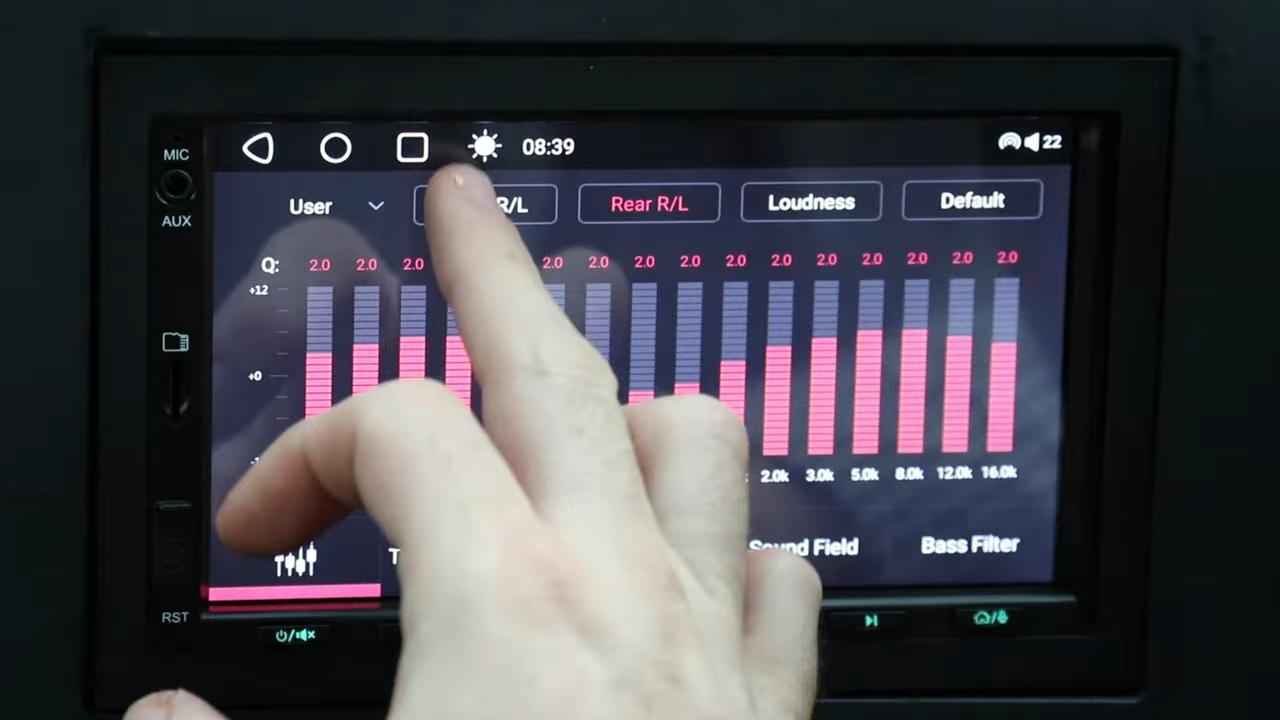 MIC
AUX
RST
08:39
22
User
R/L
Rear R/L
Loudness
Default
Q: 2.0 2.0 2.0 2.0 2.0 2.0 2.0 2.0 2.0 2.0 2.0 2.0 2.0
+12
+0
2.0k 3.0k 5.0k 8.0k 12.0k 16.0k
Sound Field
Bass Filter